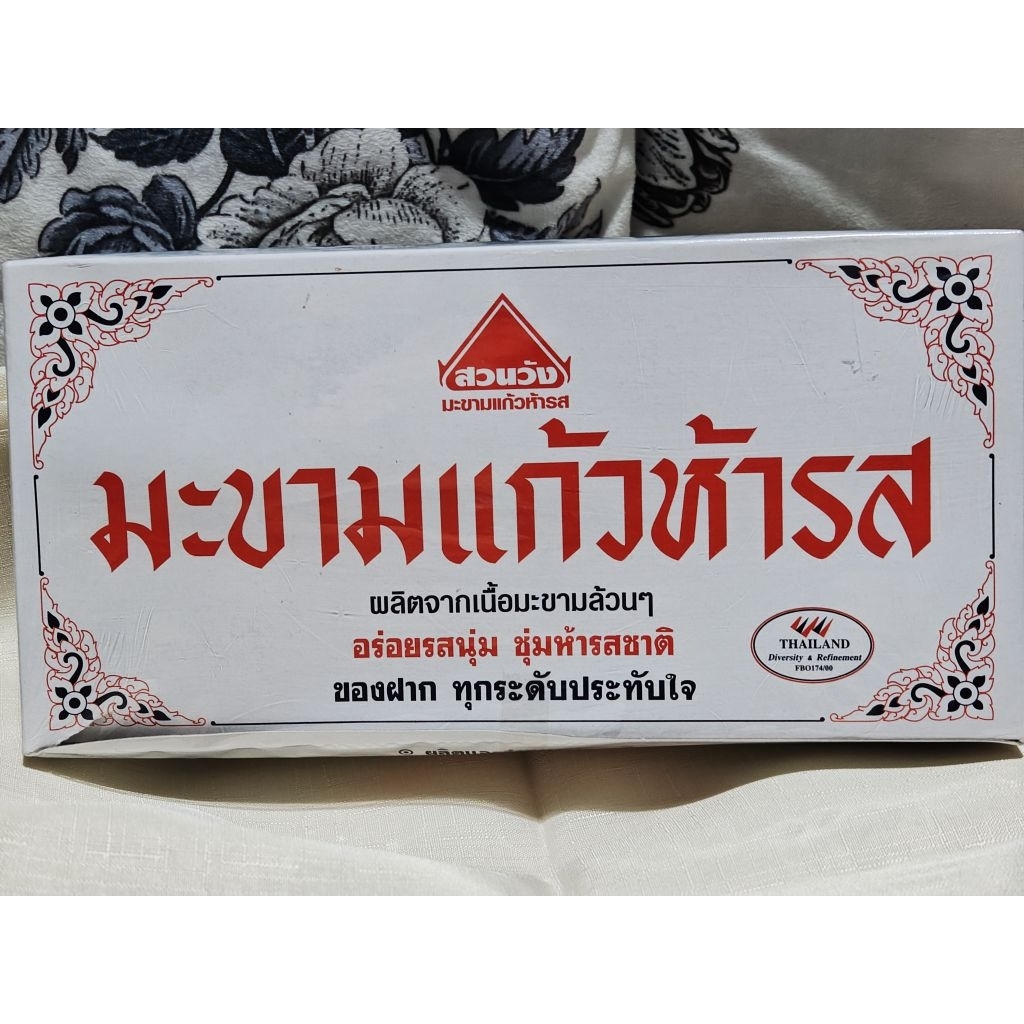 สวนวัง
มะขามแก้วห้ารส
มะขามแก้วห้ารส
ผลิตจากเนื้อมะขามล้วนๆ
อร่อยรสนุ่ม ชุ่มห้ารสชาติ
ของฝาก ทุกระดับประทับใจ
THAILAND
Diversity & Refinement
FBO174/00